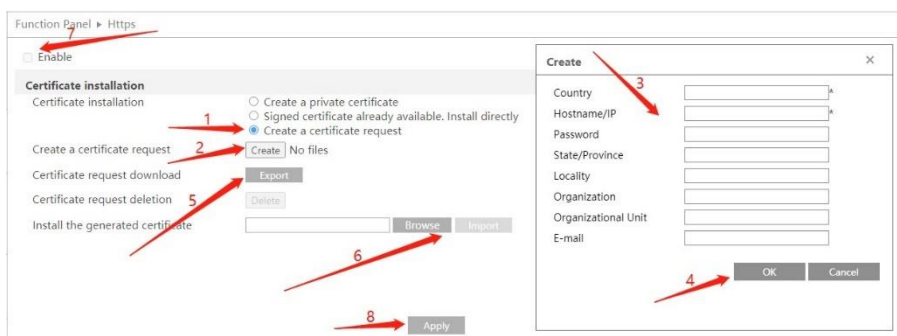 Function Panel ▸ Https
7
Enable
Certificate installation
Certificate installation
Create a private certificate
Signed certificate already available. Install directly
1
Create a certificate request
Create a certificate request
2
Create No files
Certificate request download
Export
5
Certificate request deletion
Delete
Install the generated certificate
Browse Import
6
8
Apply
Create ×
3
Country *
Hostname/IP *
Password
State/Province
Locality
Organization
Organizational Unit
E-mail
4
OK Cancel